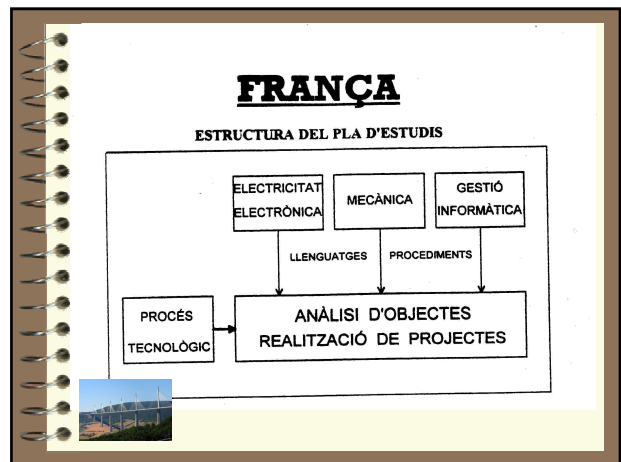 FRANÇA
ESTRUCTURA DEL PLA D'ESTUDIS
ELECTRICITAT
ELECTRÒNICA
MECÀNICA
GESTIÓ
INFORMÀTICA
LLENGUATGES
PROCEDIMENTS
PROCÉS
TECNOLÒGIC
ANÀLISI D'OBJECTES
REALITZACIÓ DE PROJECTES